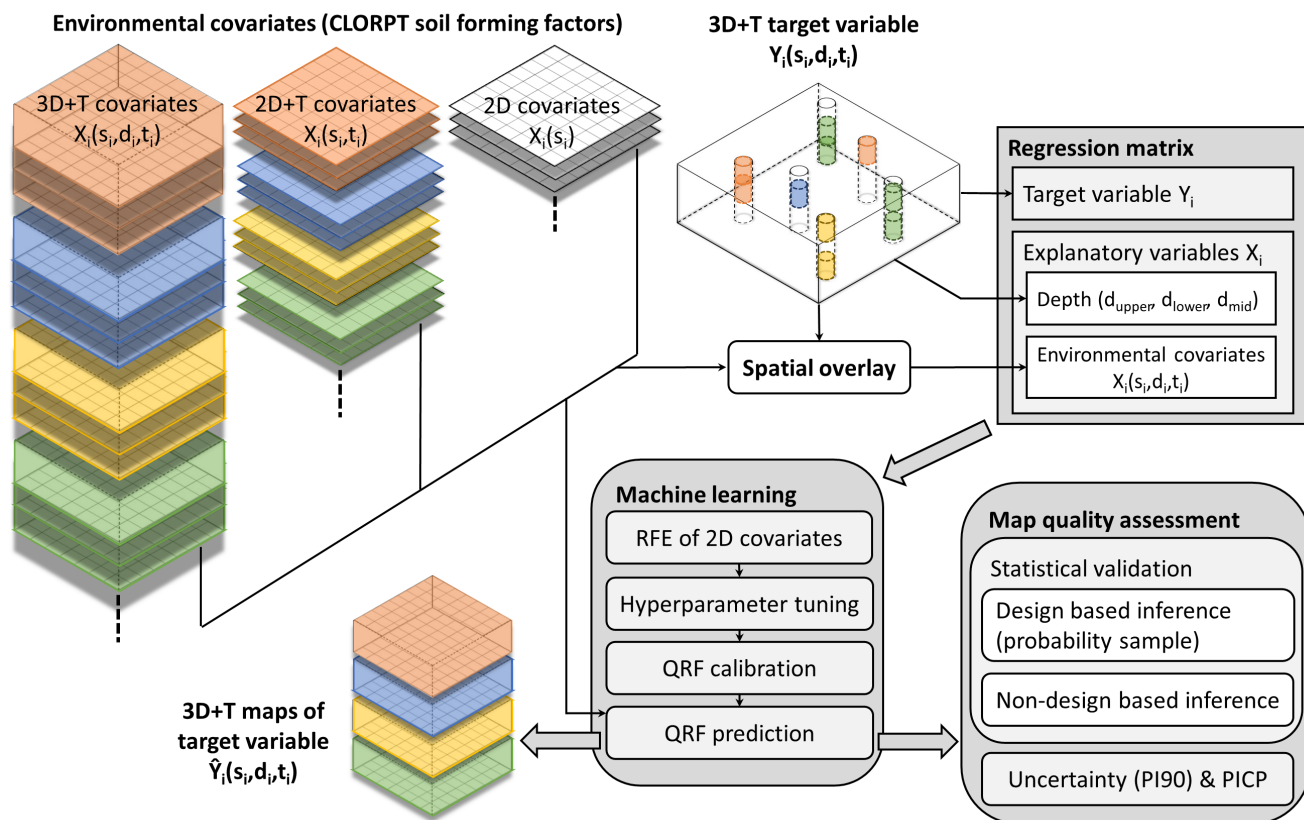 Environmental covariates (CLORPT soil forming factors)
3D+T covariates
Xi(si,di,ti)
2D+T covariates
Xi(si,ti)
2D covariates
Xi(si)
3D+T target variable
Yi(si,di,ti)
Regression matrix
Target variable Yi
Explanatory variables Xi
Depth (dupper, dlower, dmid)
Environmental covariates
Xi(si,di,ti)
Spatial overlay
Machine learning
RFE of 2D covariates
Hyperparameter tuning
QRF calibration
QRF prediction
3D+T maps of
target variable
Ŷi(si,di,ti)
Map quality assessment
Statistical validation
Design based inference
(probability sample)
Non-design based inference
Uncertainty (PI90) & PICP